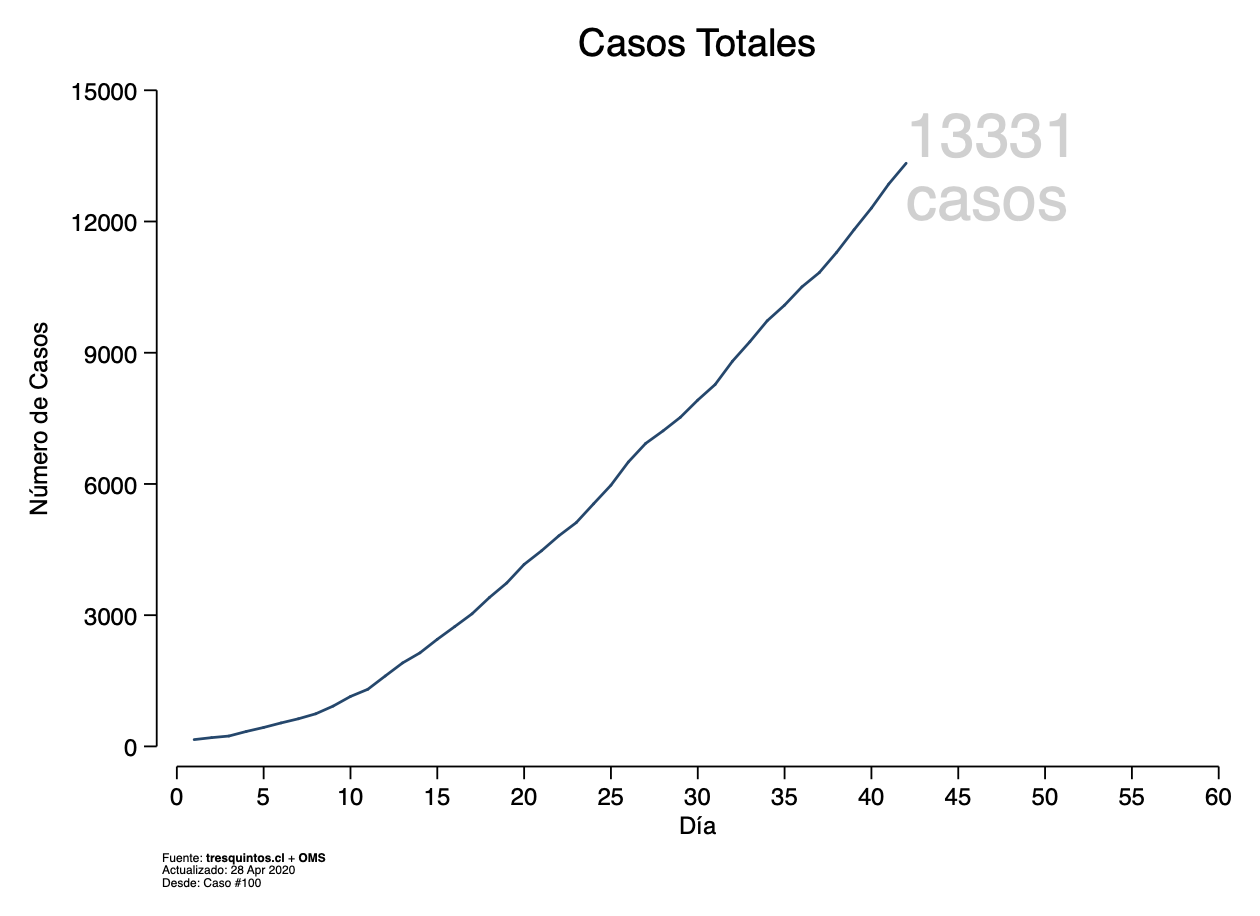 Casos Totales
15000
13331
casos
12000
9000
6000
3000
0
Número de Casos
0 5 10 15 20 25 30 35 40 45 50 55 60
Día
Fuente: tresquintos.cl + OMS
Actualizado: 28 Apr 2020
Desde: Caso #100